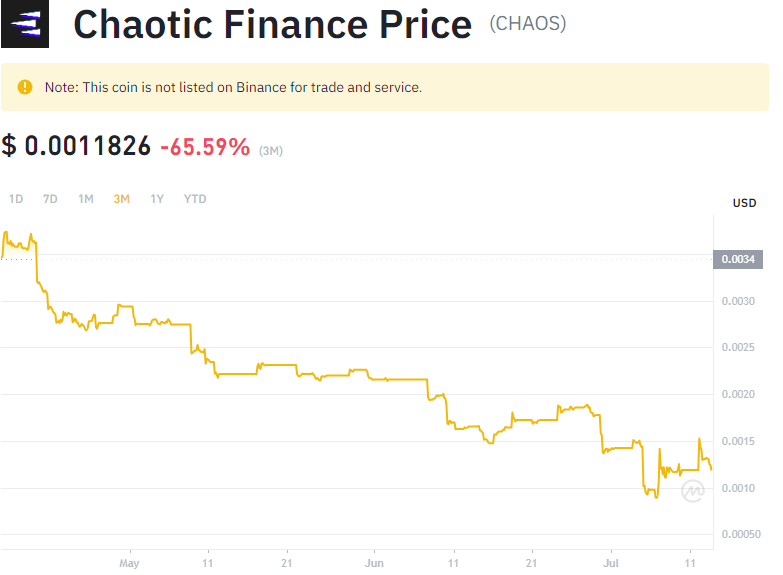 Chaotic Finance Price (CHAOS)
Note: This coin is not listed on Binance for trade and service.
$ 0.0011826 -65.59% (3M)
1D 7D 1M 3M 1Y YTD
USD
0.0034
0.0030
0.0025
0.0020
0.0015
0.0010
0.00050
May 11 21 Jun 11 21 Jul 11